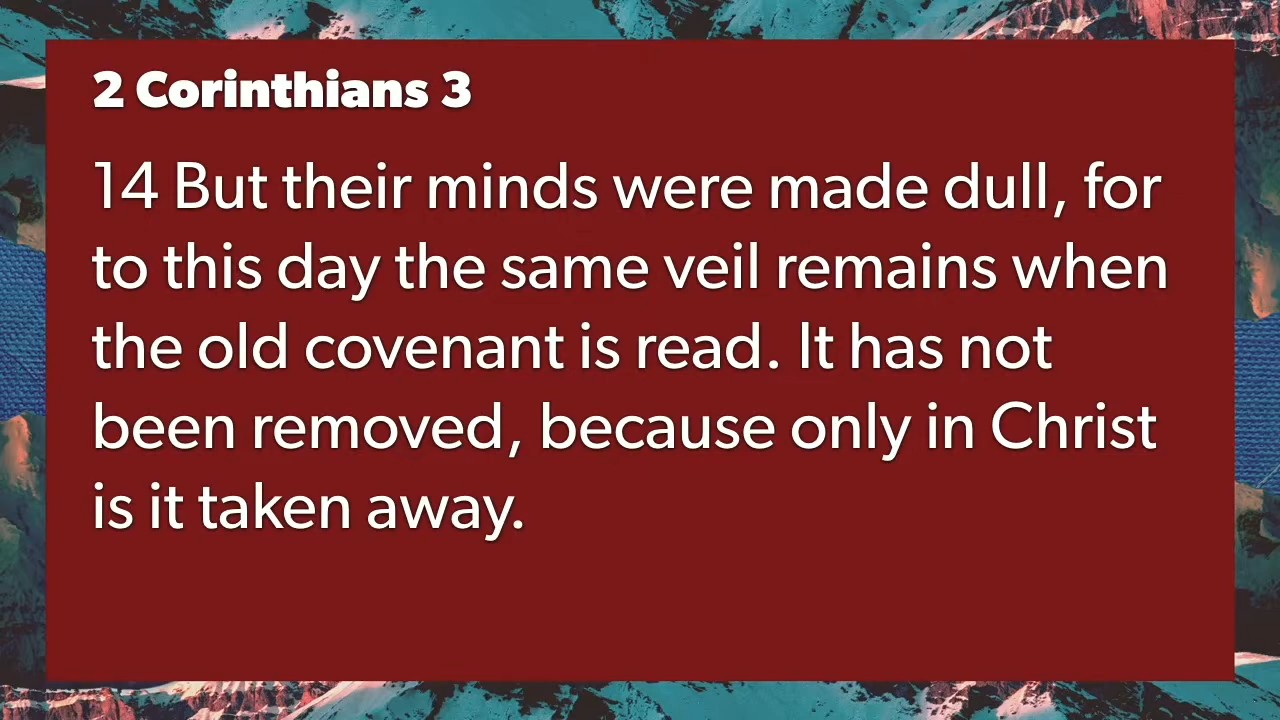 2 Corinthians 3
14 But their minds were made dull, for
to this day the same veil remains when
the old covenant is read. It has not
been removed, because only in Christ
is it taken away.